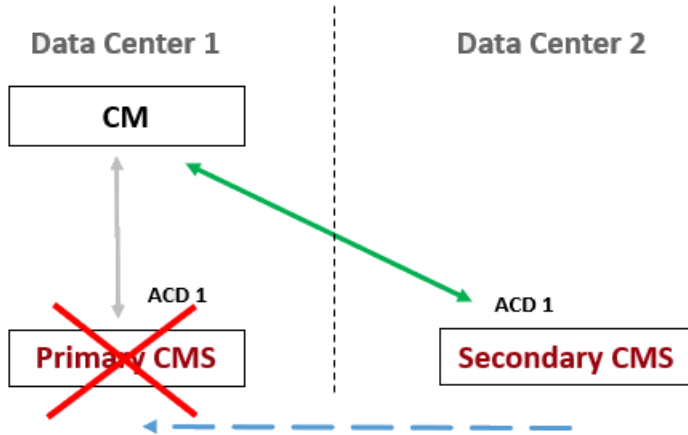 Data Center 1
Data Center 2
CM
ACD 1
ACD 1
Primary CMS
Secondary CMS